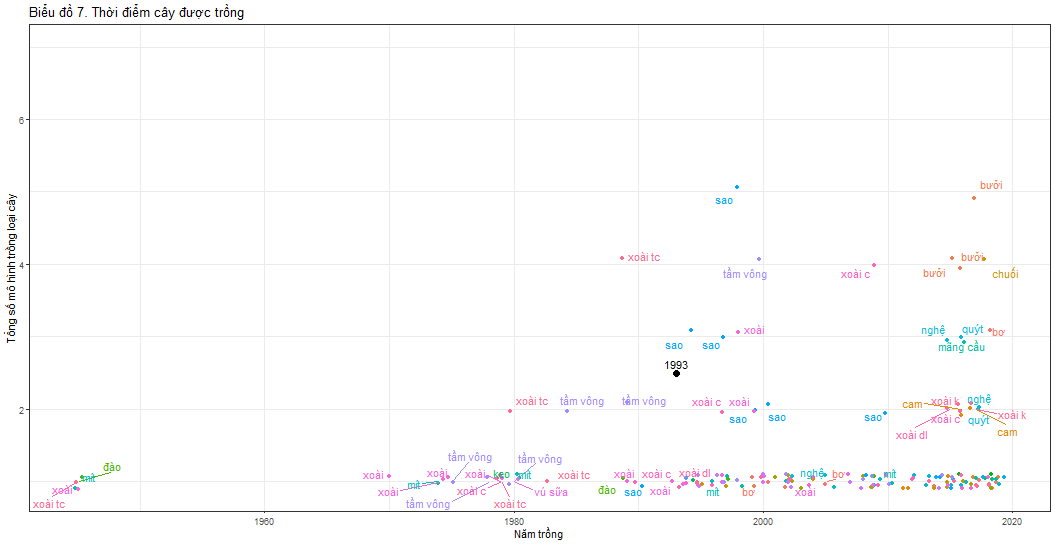 Biểu đồ 7. Thời điểm cây được trồng
Tổng số mô hình trồng loại cây
6
bưởi
sao
4
xoài tc
tầm vông
xoài c
bưởi
bưởi
chuối
sao
sao
xoài
nghệ
quýt
măng cầu
bơ
1993
2
xoài tc
tầm vông
tầm vông
xoài c
xoài
sao
sao
sao
cam
xoài k
nghệ
xoài c
quýt
xoài k
xoài dl
cam
đào
mít
xoài
xoài tc
xoài
mít
xoài
xoài
tầm vông
xoài
keo
mít
tầm vông
tầm vông
xoài c
xoài tc
vú sữa
xoài tc
đào
xoài
sao
xoài c
xoài
xoài dl
mít
bơ
nghệ
xoài
bơ
mít
1960
1980
2000
2020
Năm trồng